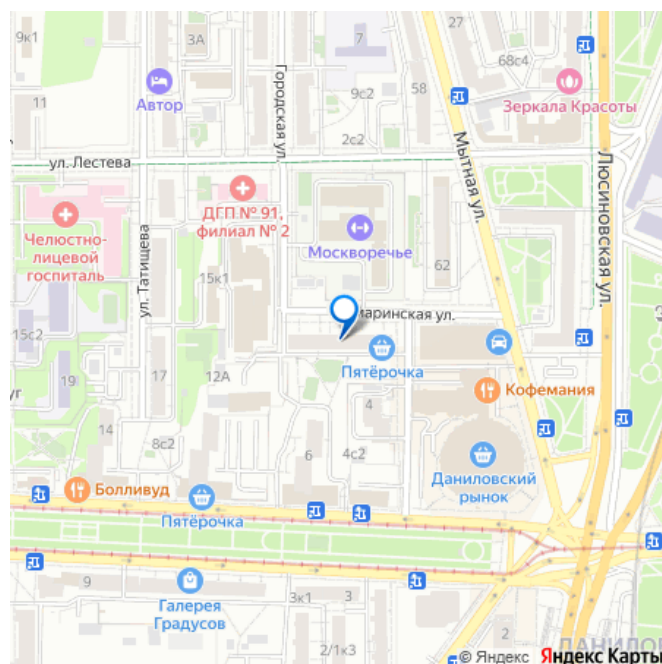 9к1
3А
7
27
68с4
Автор
Городская ул.
58
9с2
Зеркала Красоты
11
2с2
Мытная ул.
ул. Лестева
Люсиновская ул.
ДГП № 91,
филиал № 2
Челюстно-
лицевой
госпиталь
Москворечье
ул. Татищева
15к1
62
маринская ул.
15с2
Пятёрочка
19
17
12А
Кофемания
4
14
8с2
6
4с2
Даниловский
рынок
Болливуд
Пятёрочка
9
3к1
Галерея
Градусов
2/1к3
2
ДАНИЛО
© Яндекс Яндекс Карты